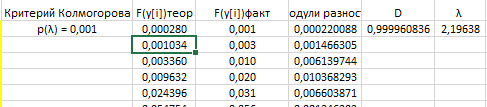 Критерий Колмогорова F(y[i])теор F(y[i])факт одули разност D λ
p(λ) = 0,001 0,000280 0,001 0,000220088 0,999960836 2,19638
0,001034 0,003 0,001466305
0,003360 0,010 0,006139744
0,009632 0,020 0,010368293
0,024396 0,031 0,006603871